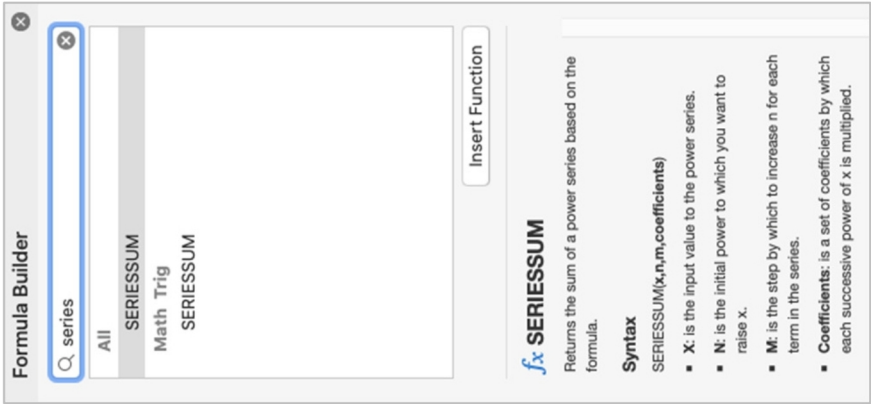 Formula Builder
series
All
SERIESSUM
Math Trig
SERIESSUM
Insert Function
fx SERIESSUM
Returns the sum of a power series based on the
formula.
Syntax
SERIESSUM(x,n,m,coefficients)
▪ X: is the input value to the power series.
▪ N: is the initial power to which you want to
raise x.
▪ M: is the step by which to increase n for each
term in the series.
▪ Coefficients: is a set of coefficients by which
each successive power of x is multiplied.